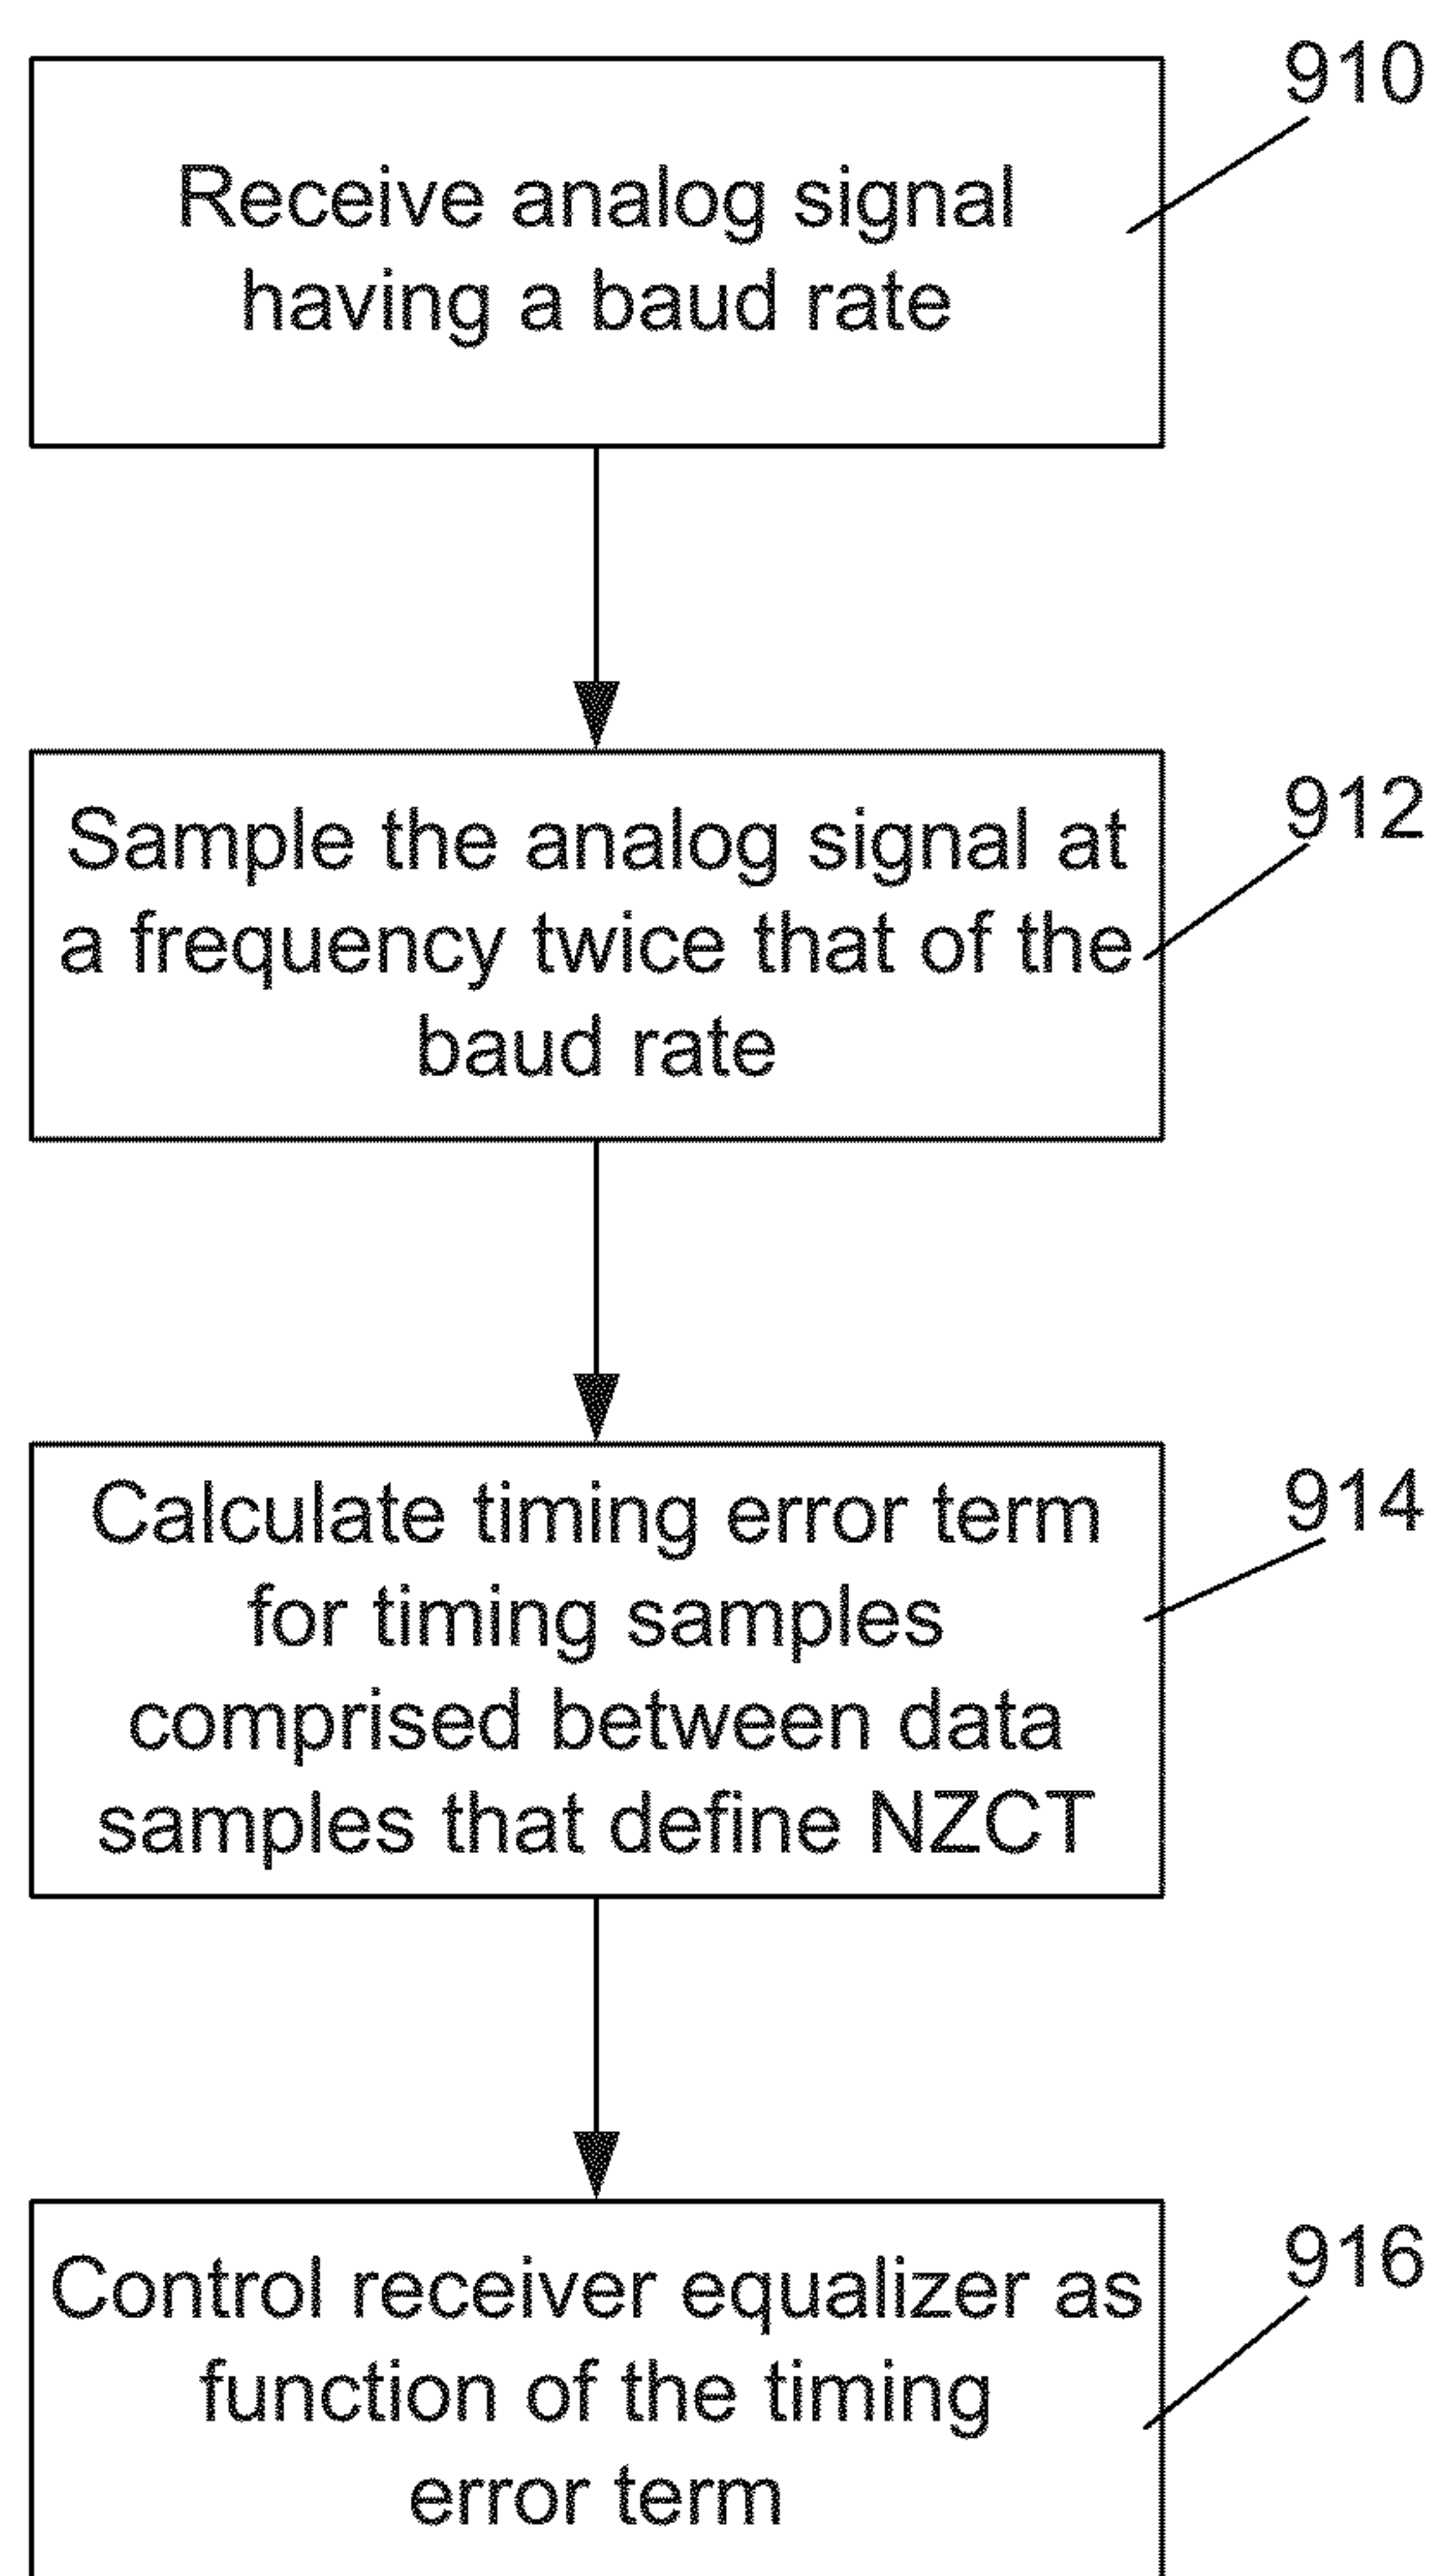 910
Receive analog signal
having a baud rate
912
Sample the analog signal at
a frequency twice that of the
baud rate
914
Calculate timing error term
for timing samples
comprised between data
samples that define NZCT
916
Control receiver equalizer as
function of the timing
error term